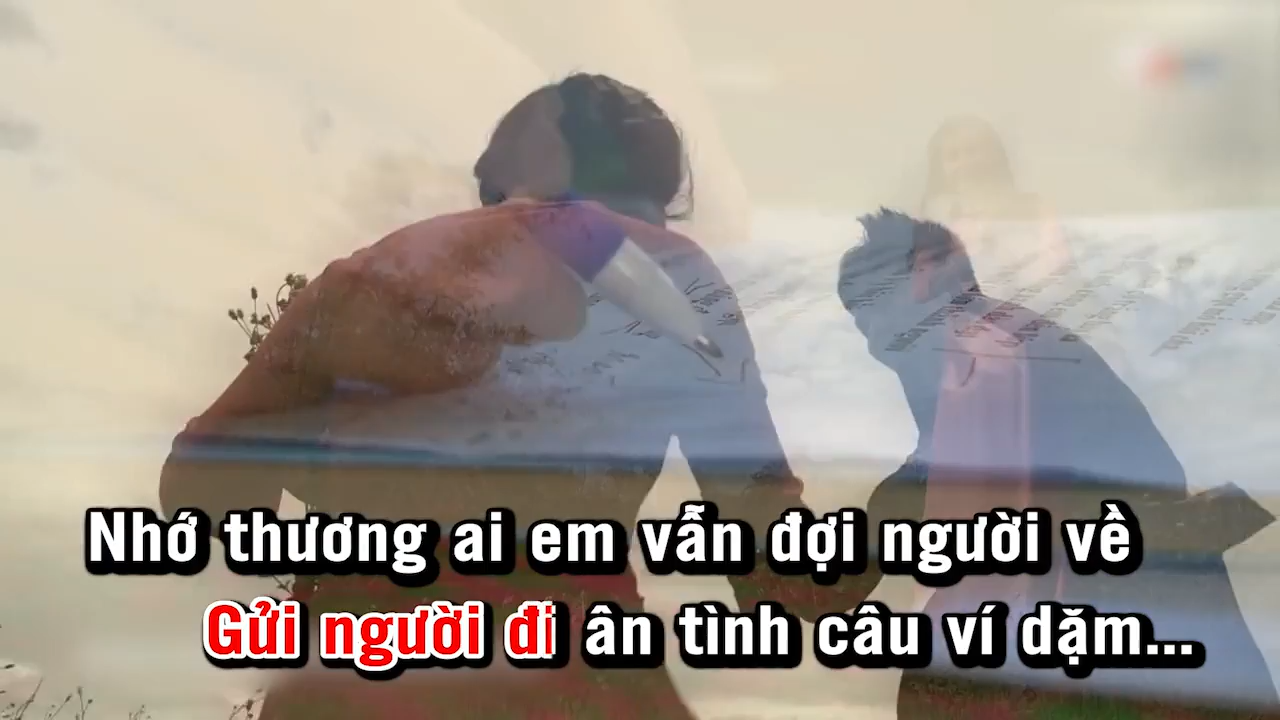 Nhớ thương ai em vẫn đợi người về
Gửi người đi ân tình câu ví dặm...